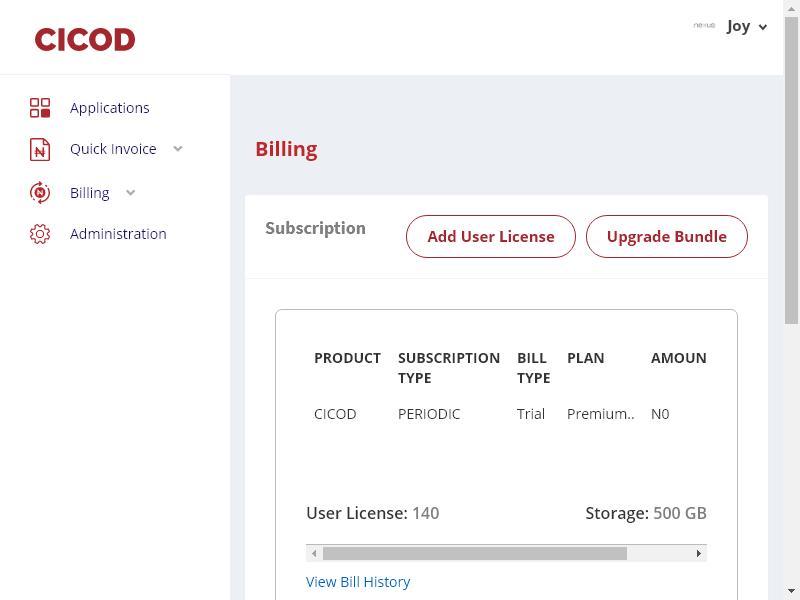 CICOD
nexus Joy
Applications
Quick Invoice
Billing
Administration
Billing
Subscription
Add User License
Upgrade Bundle
PRODUCT SUBSCRIPTION TYPE BILL TYPE PLAN AMOUN
CICOD PERIODIC Trial Premium.. N0
User License: 140 Storage: 500 GB
View Bill History